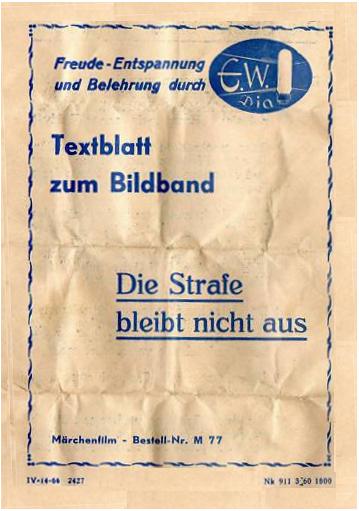 Freude-Entspannung
und Belehrung durch
E.W.
Dia
Textblatt
zum Bildband
Die Strafe
bleibt nicht aus
Märchenfilm - Bestell-Nr. M 77
IV-14-66 2427
Nk 911 3 60 1000